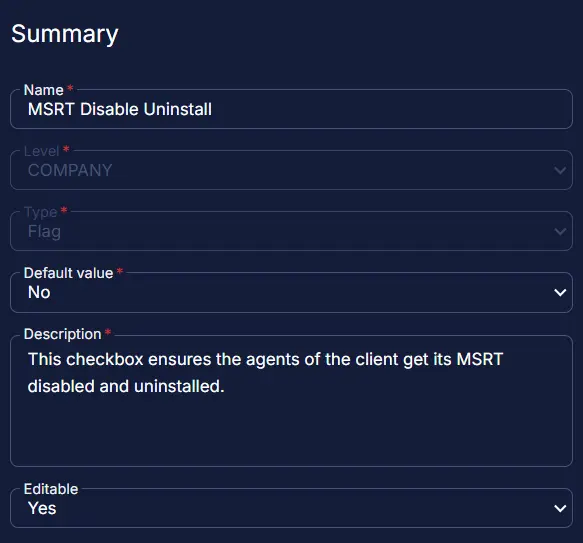 Summary
Name *
MSRT Disable Uninstall
Level *
COMPANY
Type *
Flag
Default value *
No
Description *
This checkbox ensures the agents of the client get its MSRT
disabled and uninstalled.
Editable
Yes